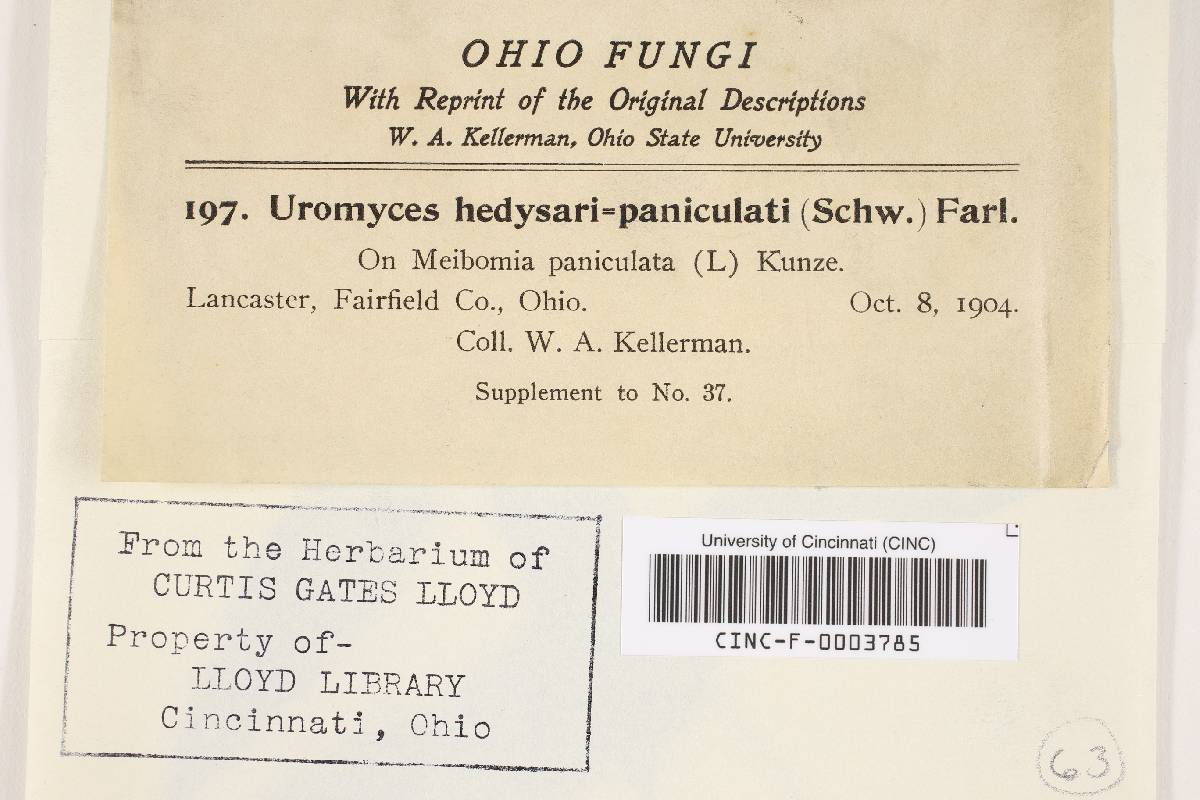 OHIO FUNGI
With Reprint of the Original Descriptions
W. A. Kellerman, Ohio State University
197. Uromyces hedysari=paniculati (Schw.) Farl.
On Meibomia paniculata (L) Kunze.
Lancaster, Fairfield Co., Ohio. Oct. 8, 1904.
Coll. W. A. Kellerman.
Supplement to No. 37.
From the Herbarium of
CURTIS GATES LLOYD
Property of-
LLOYD LIBRARY
Cincinnati, Ohio
University of Cincinnati (CINC)
CINC-F-0003785
63